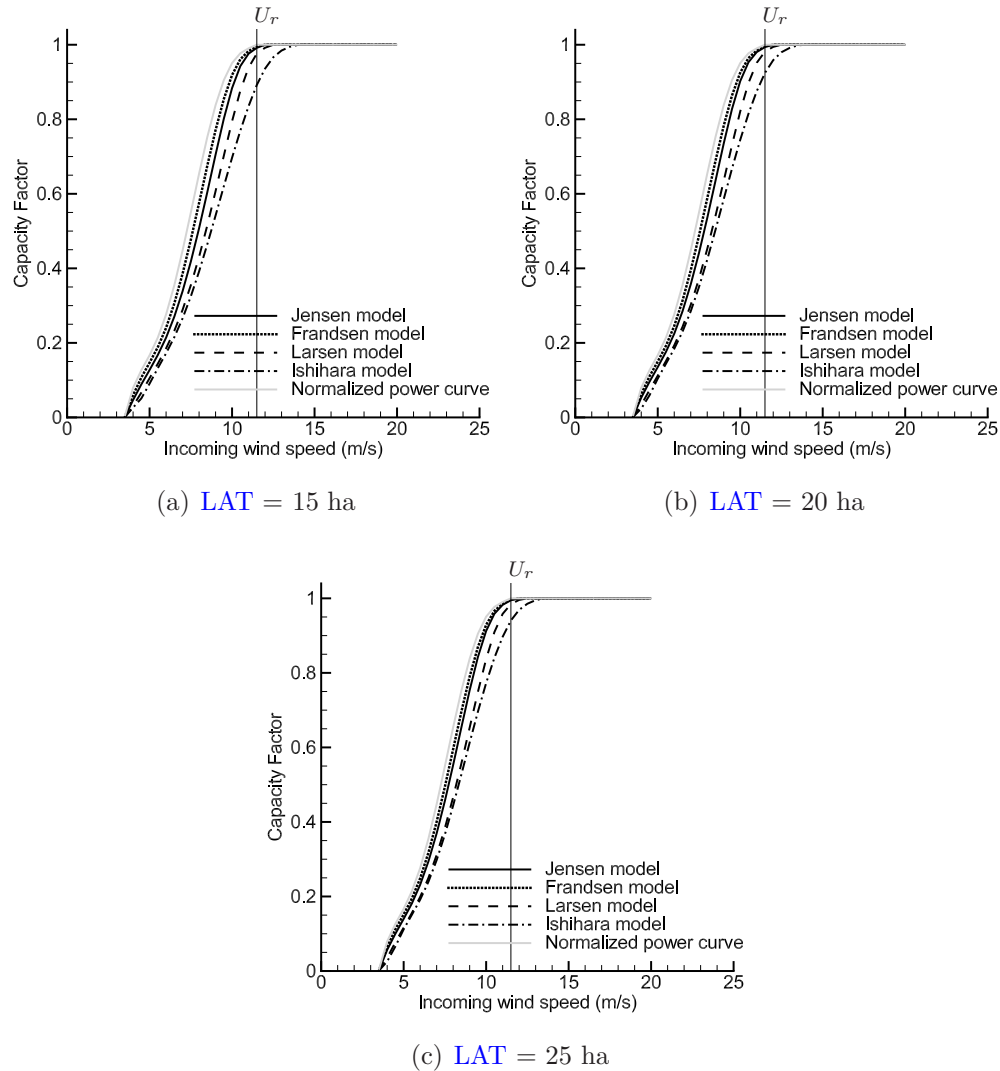 U_r
U_r
1
0.8
0.6
0.4
0.2
0
Capacity Factor
Jensen model
Frandsen model
Larsen model
Ishihara model
Normalized power curve
0 5 10 15 20 25
Incoming wind speed (m/s)
(a) LAT = 15 ha
1
0.8
0.6
0.4
0.2
0
Capacity Factor
Jensen model
Frandsen model
Larsen model
Ishihara model
Normalized power curve
0 5 10 15 20 25
Incoming wind speed (m/s)
(b) LAT = 20 ha
U_r
1
0.8
0.6
0.4
0.2
0
Capacity Factor
Jensen model
Frandsen model
Larsen model
Ishihara model
Normalized power curve
0 5 10 15 20 25
Incoming wind speed (m/s)
(c) LAT = 25 ha